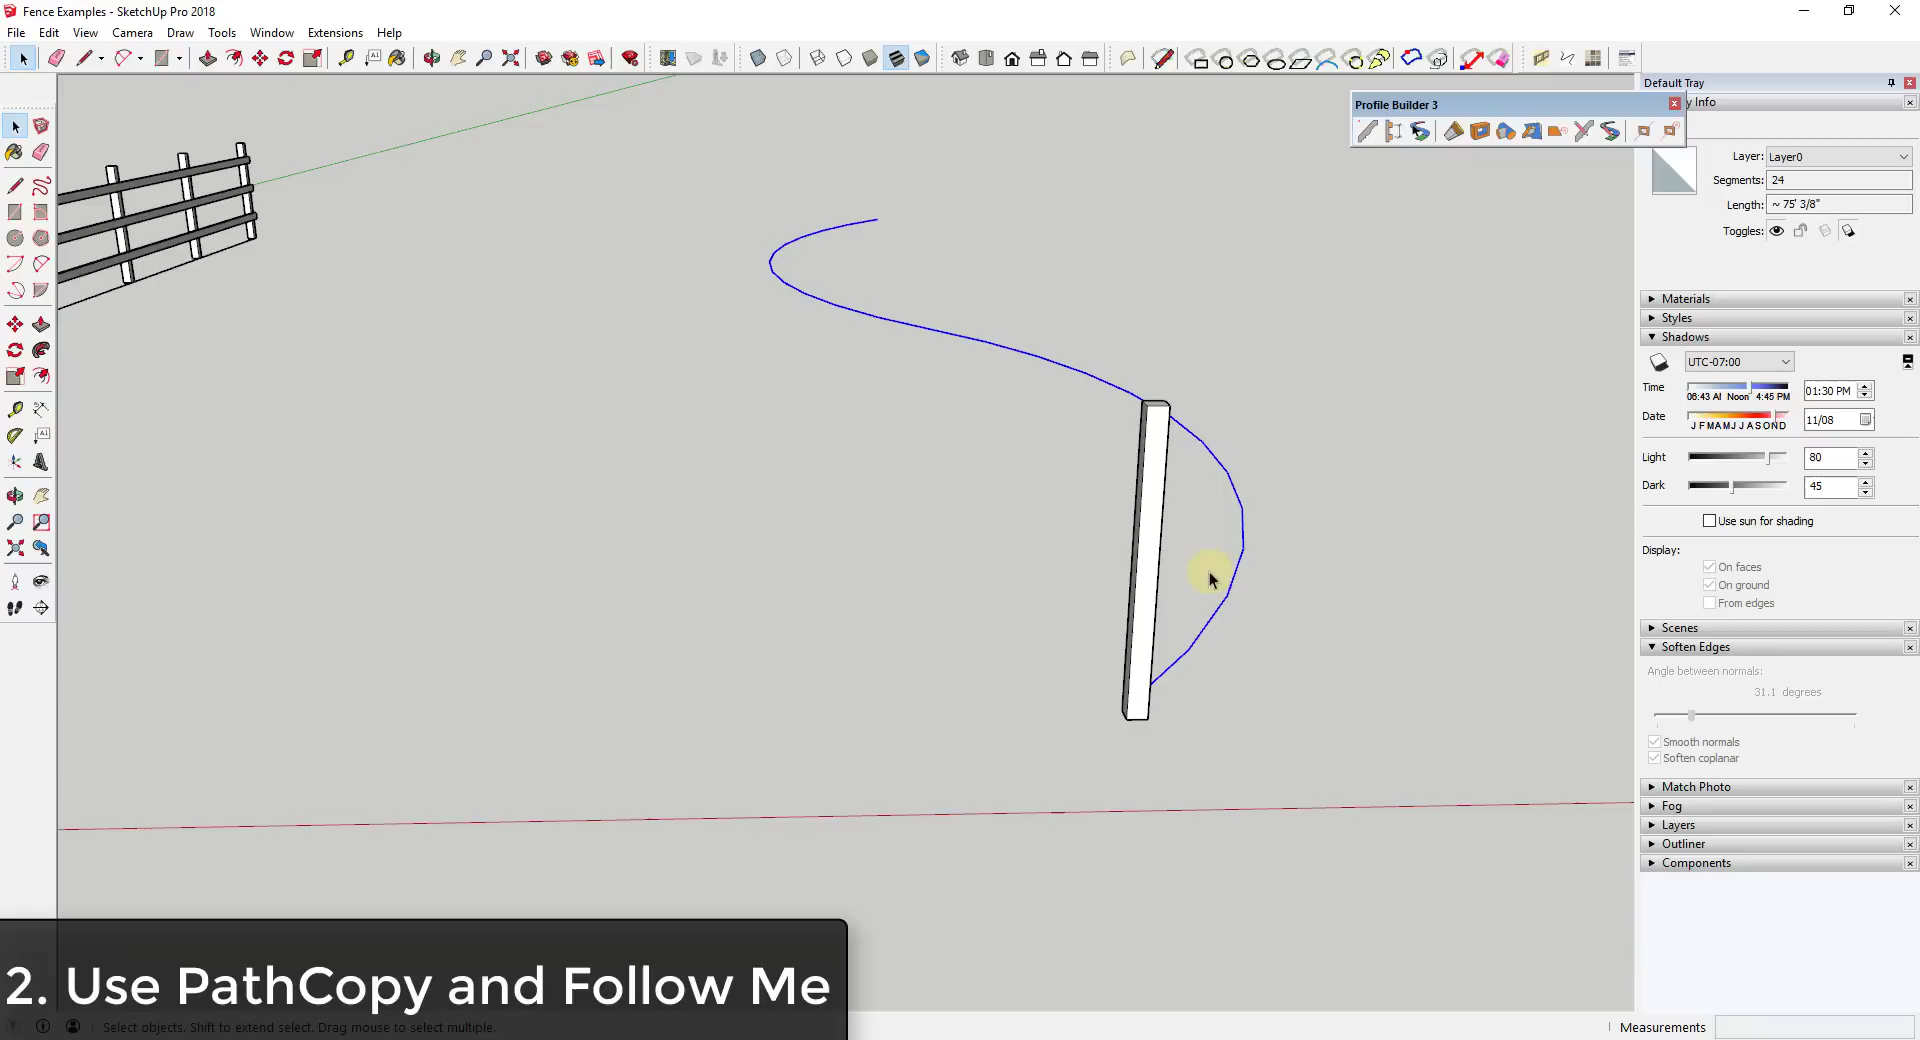 Fence Examples - SketchUp Pro 2018
File Edit View Camera Draw Tools Window Extensions Help
Default Tray
Profile Builder 3
y Info
Layer: Layer0
Segments: 24
Length: ~ 75' 3/8"
Toggles:
Materials
Styles
Shadows
UTC-07:00
Time 01:30 PM
06:43 AI Noon 4:45 PM
Date 11/08
J F M A M J J A S O N D
Light 80
Dark 45
Use sun for shading
Display:
On faces
On ground
From edges
Scenes
Soften Edges
Angle between normals:
31.1 degrees
Smooth normals
Soften coplanar
Match Photo
Fog
Layers
Outliner
Components
2. Use PathCopy and Follow Me
Select objects. Shift to extend select. Drag mouse to select multiple.
Measurements